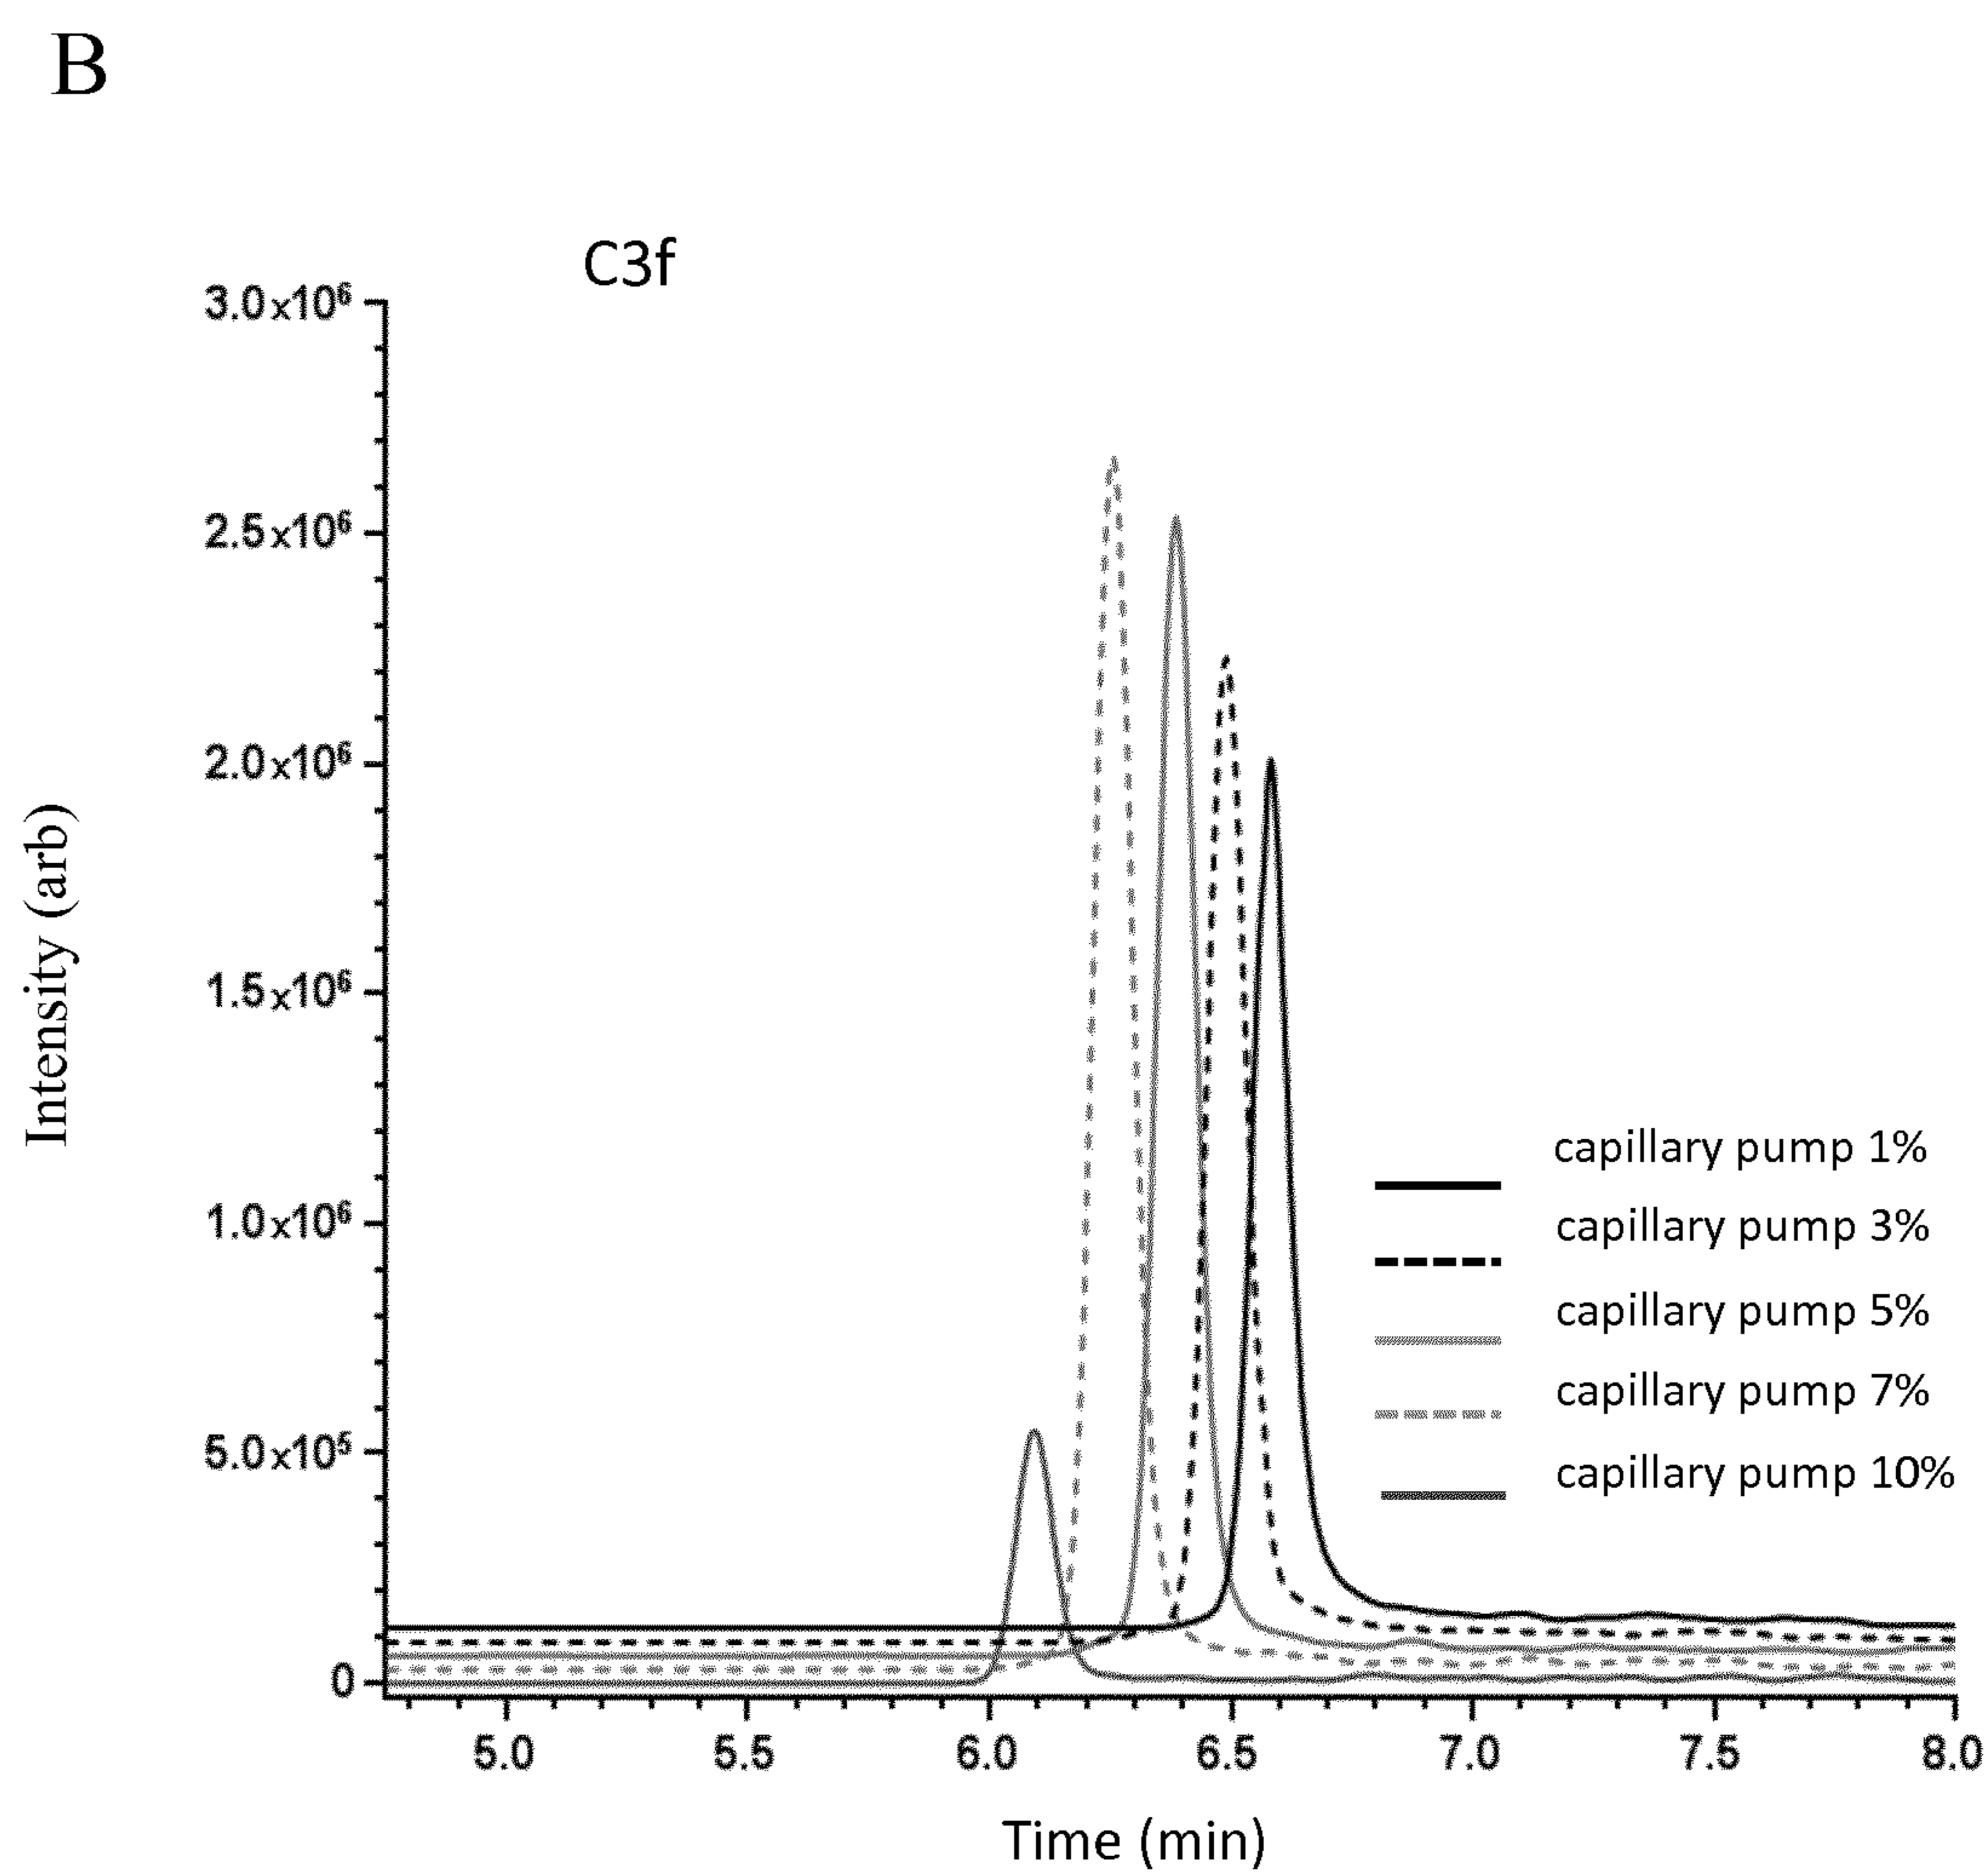 B
C3f
3.0x10⁶
2.5x10⁶
2.0x10⁶
1.5x10⁶
1.0x10⁶
5.0x10⁵
0
Intensity (arb)
capillary pump 1%
capillary pump 3%
capillary pump 5%
capillary pump 7%
capillary pump 10%
5.0 5.5 6.0 6.5 7.0 7.5 8.0
Time (min)